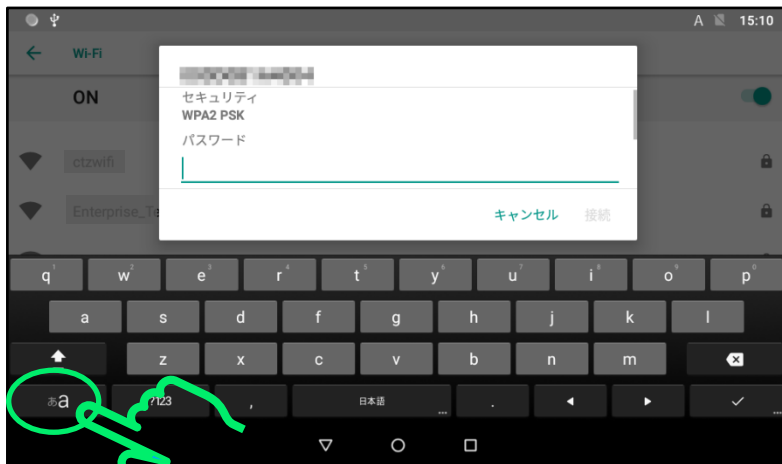 A 15:10
Wi-Fi
ON
セキュリティ
WPA2 PSK
パスワード
ctzwifi
Enterprise_Te
キャンセル 接続
q 1 w 2 e 3 r 4 t 5 y 6 u 7 i 8 o 9 p 0
a s d f g h j k l
z x c v b n m
あa ?123 , 日本語 ... . ...